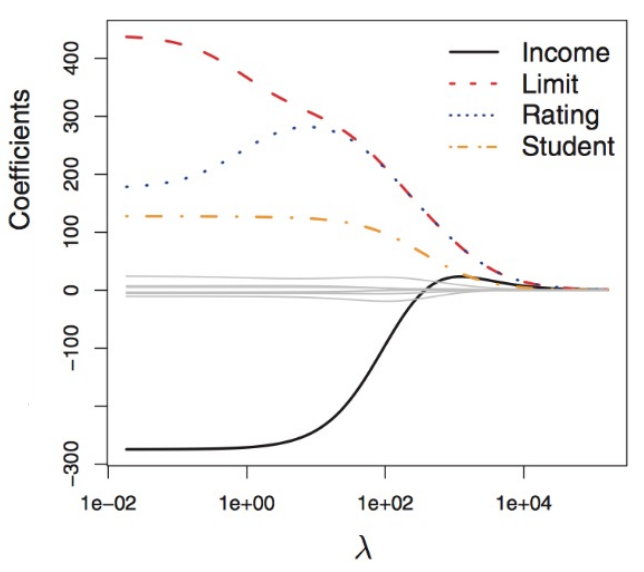 Coefficients
400
300
200
100
0
-100
-300
Income
Limit
Rating
Student
1e-02
1e+00
1e+02
1e+04
λ